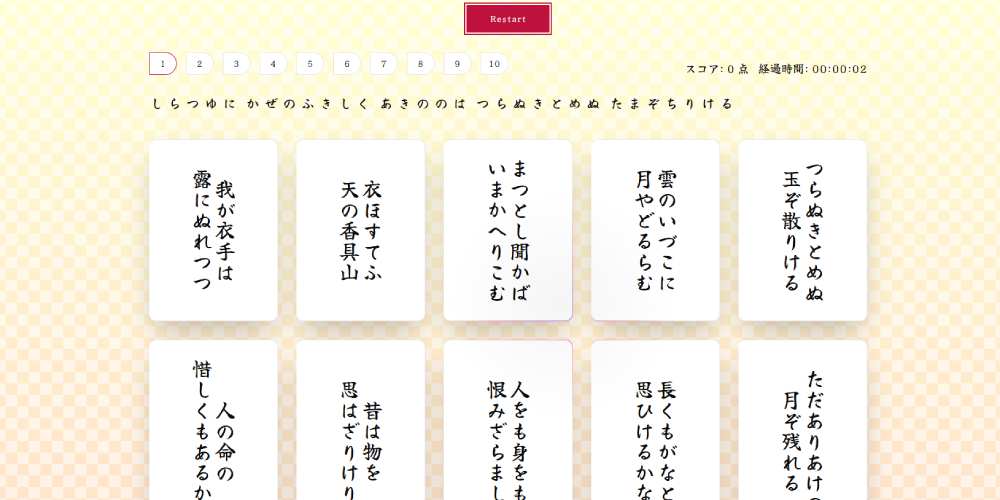 Restart
1 2 3 4 5 6 7 8 9 10
スコア: 0 点 経過時間: 00:00:02
しらつゆに かぜのふきしく あきののは つらぬきとめぬ たまぞちりける
我が衣手は
露にぬれつつ
衣ほすてふ
天の香具山
まつとし聞かば
いまかへりこむ
雲のいづこに
月やどるらむ
つらぬきとめぬ
玉ぞ散りける
人の命の
惜しくもあるか
昔は物を
思はざりけり
人をも身をも
恨みざらまし
長くもがなと
思ひけるかな
ただありあけの
月ぞ残れる